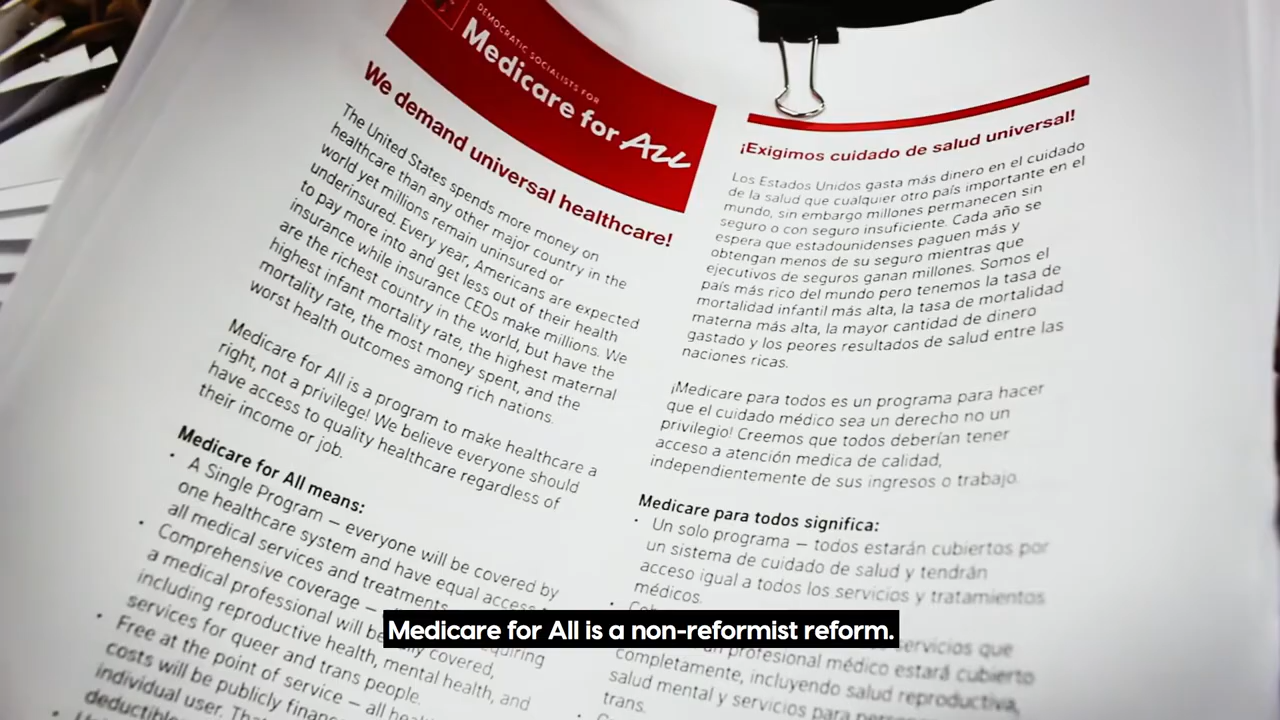 DEMOCRATIC SOCIALISTS FOR
Medicare for All
We demand universal healthcare!
The United States spends more money on
healthcare than any other major country in the
world yet millions remain uninsured or
underinsured. Every year, Americans are expected
to pay more into and get less out of their health
insurance while insurance CEOs make millions. We
are the richest country in the world, but have the
highest infant mortality rate, the highest maternal
mortality rate, the most money spent, and the
worst health outcomes among rich nations.
Medicare for All is a program to make healthcare a
right, not a privilege! We believe everyone should
have access to quality healthcare regardless of
their income or job.
Medicare for All means:
• A Single Program – everyone will be covered by
one healthcare system and have equal access
all medical services and treatments
• Comprehensive coverage –
a medical professional will be fully covered,
including reproductive health, mental health, and
services for queer and trans people.
• Free at the point of service – all
costs will be publicly
individual user.
¡Exigimos cuidado de salud universal!
Los Estados Unidos gasta más dinero en el cuidado
de la salud que cualquier otro país importante en el
mundo, sin embargo millones permanecen sin
seguro o con seguro insuficiente. Cada año se
espera que estadounidenses paguen más y
obtengan menos de su seguro mientras que
ejecutivos de seguros ganan millones. Somos el
país más rico del mundo pero tenemos la tasa de
mortalidad infantil más alta, la tasa de mortalidad
materna más alta, la mayor cantidad de dinero
gastado y los peores resultados de salud entre las
naciones ricas.
¡Medicare para todos es un programa para hacer
que el cuidado médico sea un derecho no un
privilegio! Creemos que todos deberían tener
acceso a atención medica de calidad,
independientemente de sus ingresos o trabajo.
Medicare para todos significa:
• Un solo programa – todos estarán cubiertos por
un sistema de cuidado de salud y tendrán
acceso igual a todos los servicios y tratamientos
médicos.
servicios que
un profesional médico estará cubierto
completamente, incluyendo salud reproductiva,
salud mental y servicios para
trans.
Medicare for All is a non-reformist reform.